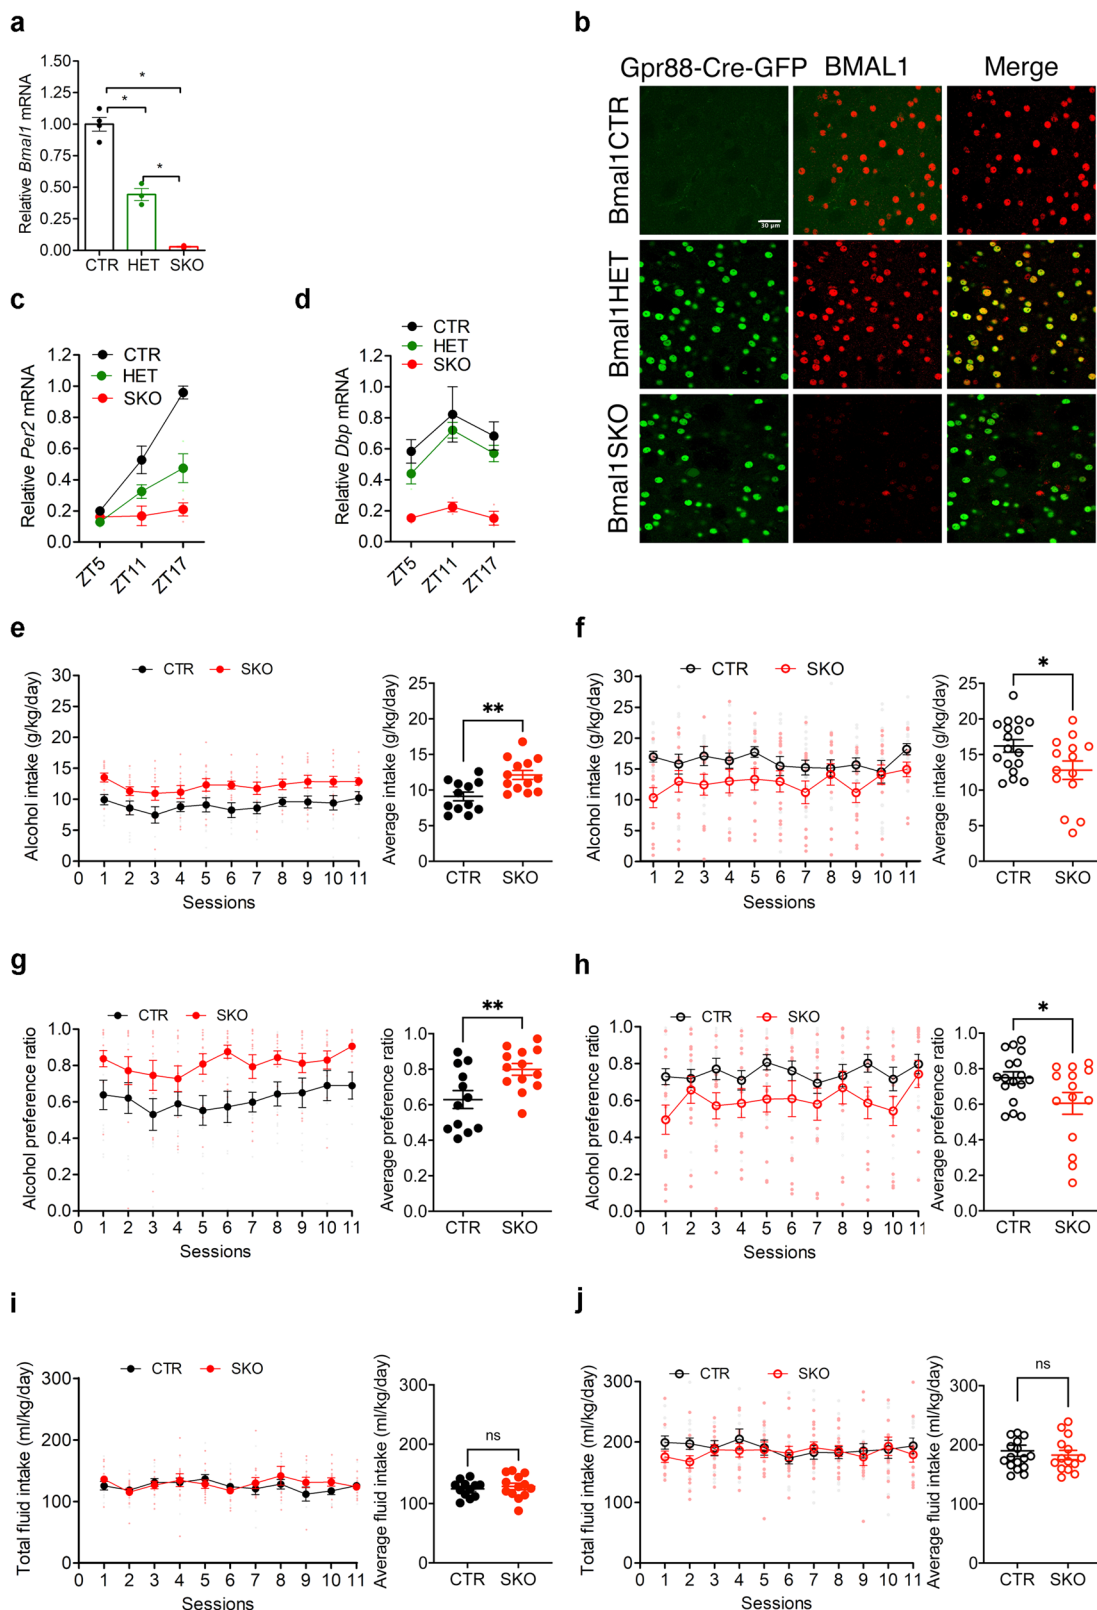 a
1.50
1.25
1.00
0.75
0.50
0.25
0.00
Relative Bmal1 mRNA
*
*
*
CTR HET SKO
b
Gpr88-Cre-GFP BMAL1 Merge
Bmal1CTR
30 µm
Bmal1HET
Bmal1SKO
c
CTR
HET
SKO
1.2
1.0
0.8
0.6
0.4
0.2
0.0
Relative Per2 mRNA
ZT5 ZT11 ZT17
d
CTR
HET
SKO
1.2
1.0
0.8
0.6
0.4
0.2
0.0
Relative Dbp mRNA
ZT5 ZT11 ZT17
e
CTR SKO
30
25
20
15
10
5
0
Alcohol intake (g/kg/day)
0 1 2 3 4 5 6 7 8 9 10 11
Sessions
25
20
15
10
5
0
Average intake (g/kg/day)
**
CTR SKO
f
CTR SKO
30
25
20
15
10
5
0
Alcohol intake (g/kg/day)
1 2 3 4 5 6 7 8 9 10 11
Sessions
25
20
15
10
5
0
Average intake (g/kg/day)
*
CTR SKO
g
CTR SKO
1.0
0.8
0.6
0.4
0.2
0.0
Alcohol preference ratio
1 2 3 4 5 6 7 8 9 10 11
Sessions
1.0
0.8
0.6
0.4
0.2
0.0
Average preference ratio
**
CTR SKO
h
CTR SKO
1.0
0.8
0.6
0.4
0.2
0.0
Alcohol preference ratio
1 2 3 4 5 6 7 8 9 10 11
Sessions
1.0
0.8
0.6
0.4
0.2
0.0
Average preference ratio
*
CTR SKO
i
CTR SKO
300
200
100
0
Total fluid intake (ml/kg/day)
0 1 2 3 4 5 6 7 8 9 10 11
Sessions
300
200
100
0
Average fluid intake (ml/kg/day)
ns
CTR SKO
j
CTR SKO
300
200
100
0
Total fluid intake (ml/kg/day)
0 1 2 3 4 5 6 7 8 9 10 11
Sessions
300
200
100
0
Average fluid intake (ml/kg/day)
ns
CTR SKO